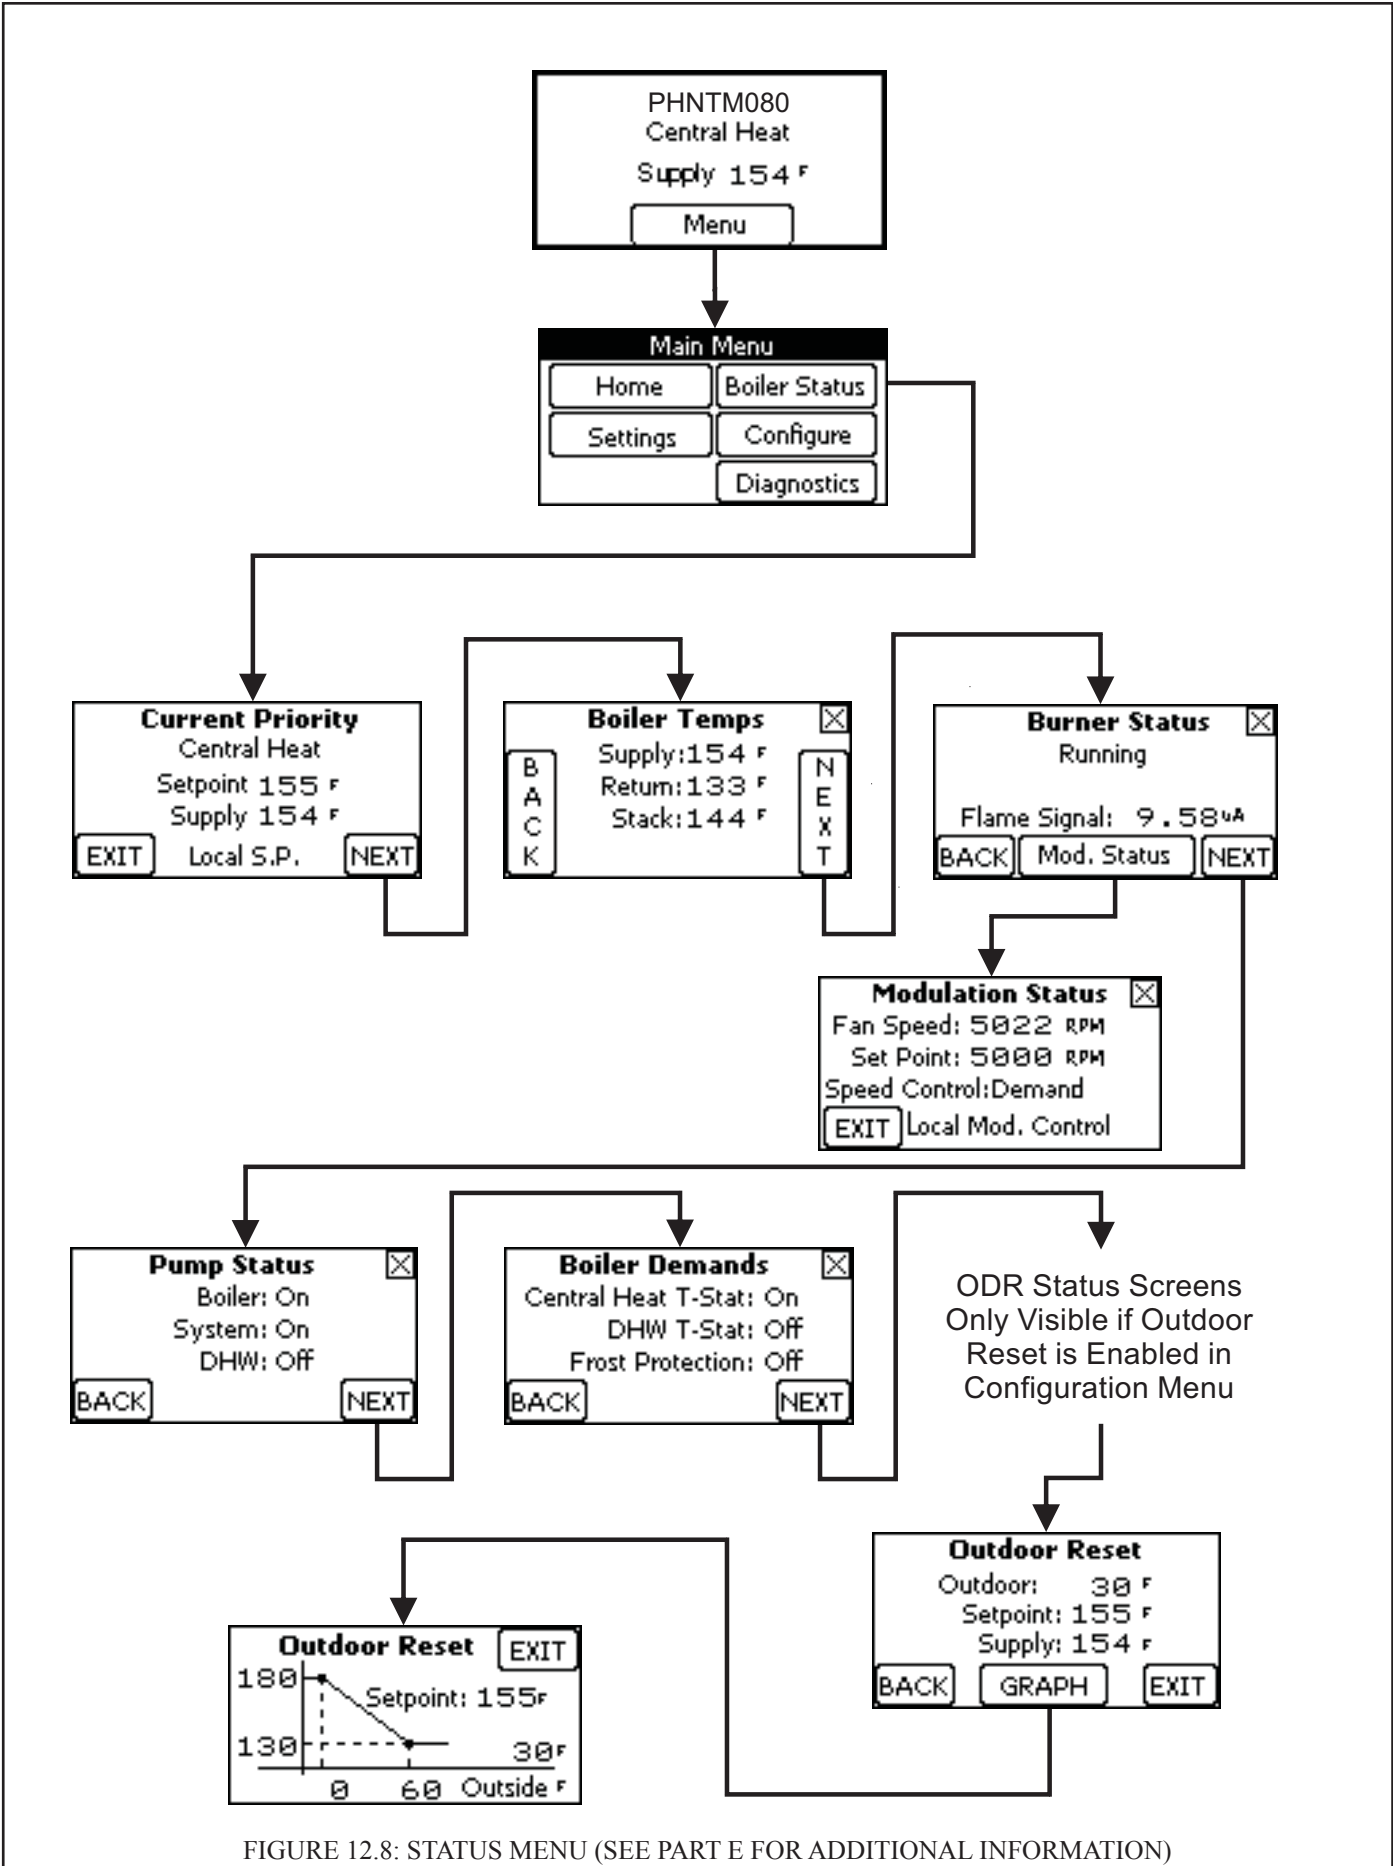 PHNTM080
Central Heat
Supply 154 F
Menu
Main Menu
Home
Boiler Status
Settings
Configure
Diagnostics
Current Priority
Central Heat
Setpoint 155 F
Supply 154 F
EXIT
Local S.P.
NEXT
Boiler Temps
Supply:154 F
Return:133 F
Stack:144 F
BACK
NEXT
Burner Status
Running
Flame Signal: 9.58uA
BACK
Mod. Status
NEXT
Modulation Status
Fan Speed: 5022 RPM
Set Point: 5000 RPM
Speed Control:Demand
EXIT
Local Mod. Control
Pump Status
Boiler: On
System: On
DHW: Off
BACK
NEXT
Boiler Demands
Central Heat T-Stat: On
DHW T-Stat: Off
Frost Protection: Off
BACK
NEXT
ODR Status Screens
Only Visible if Outdoor
Reset is Enabled in
Configuration Menu
Outdoor Reset
Outdoor: 30 F
Setpoint: 155 F
Supply: 154 F
BACK
GRAPH
EXIT
Outdoor Reset
EXIT
180
Setpoint: 155F
130
30F
0
60
Outside F
FIGURE 12.8: STATUS MENU (SEE PART E FOR ADDITIONAL INFORMATION)